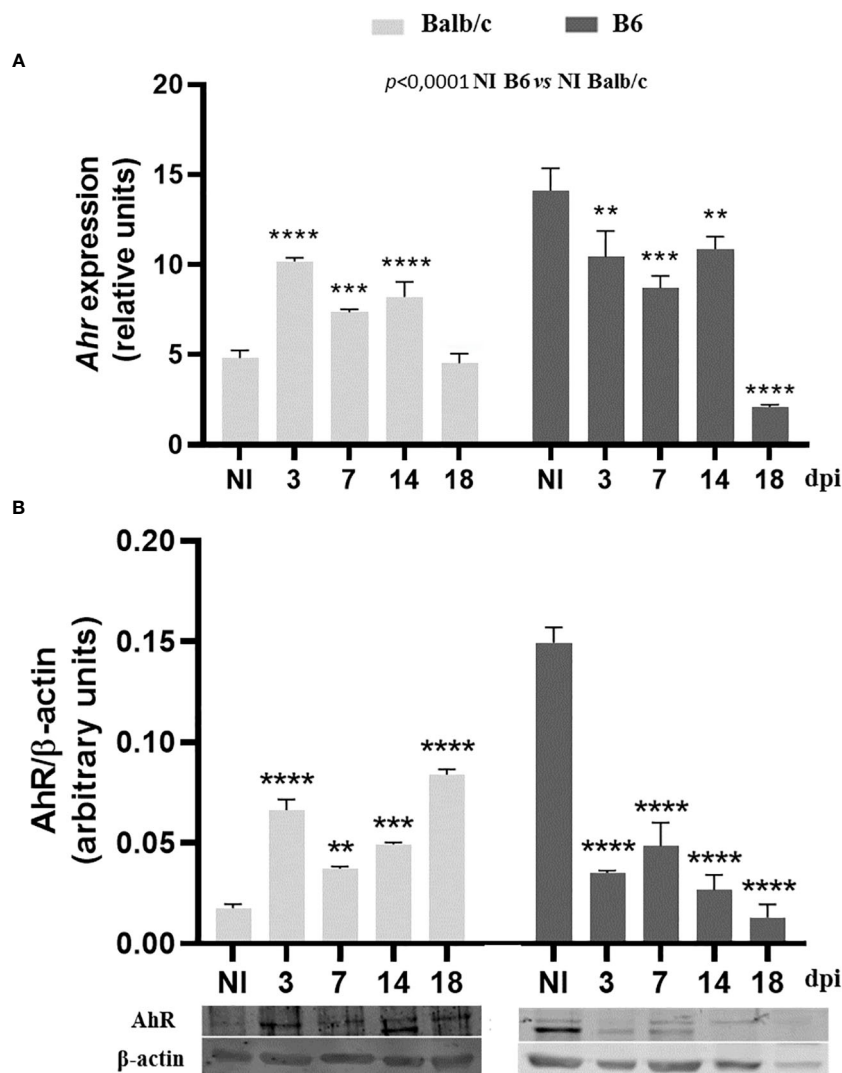 Balb/c B6
A
p<0,0001 NI B6 vs NI Balb/c
Ahr expression
(relative units)
20
15
10
5
0
**** *** **** ** *** ** ****
NI 3 7 14 18 NI 3 7 14 18 dpi
B
AhR/β-actin
(arbitrary units)
0.20
0.15
0.10
0.05
0.00
**** ** *** **** **** **** **** ****
NI 3 7 14 18 NI 3 7 14 18 dpi
AhR
β-actin